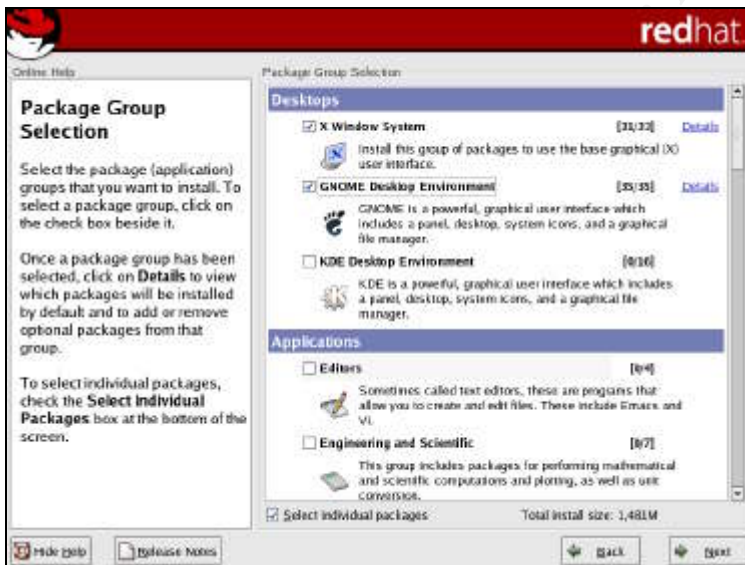 redhat.
Online Help
Package Group
Selection
Select the package (application)
groups that you want to install. To
select a package group, click on
the check box beside it.
Once a package group has been
selected, click on Details to view
which packages will be installed
by default and to add or remove
optional packages from that
group.
To select individual packages,
check the Select Individual
Packages box at the bottom of the
screen.
Package Group Selection
Desktops
X Window System [31/33] Details
Install this group of packages to use the base graphical (X)
user interface.
GNOME Desktop Environment [35/35] Details
GNOME is a powerful, graphical user interface which
includes a panel, desktop, system icons, and a graphical
file manager.
KDE Desktop Environment [0/16]
KDE is a powerful, graphical user interface which includes
a panel, desktop, system icons, and a graphical file
manager.
Applications
Editors [0/4]
Sometimes called text editors, these are programs that
allow you to create and edit files. These include Emacs and
Vi.
Engineering and Scientific [0/7]
This group includes packages for performing mathematical
and scientific computations and plotting, as well as unit
conversion.
Select individual packages Total install size: 1,481M
Hide Help Release Notes Back Next